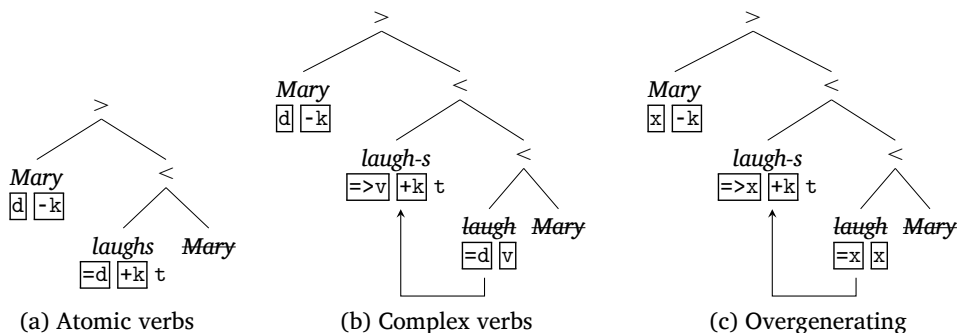 >
Mary
d -k
<
laughs
=d +k t
Mary
(a) Atomic verbs
>
Mary
d -k
<
laugh-s
=>v +k t
<
laugh
=d v
Mary
(b) Complex verbs
>
Mary
x -k
<
laugh-s
=>x +k t
<
laugh
=x x
Mary
(c) Overgenerating